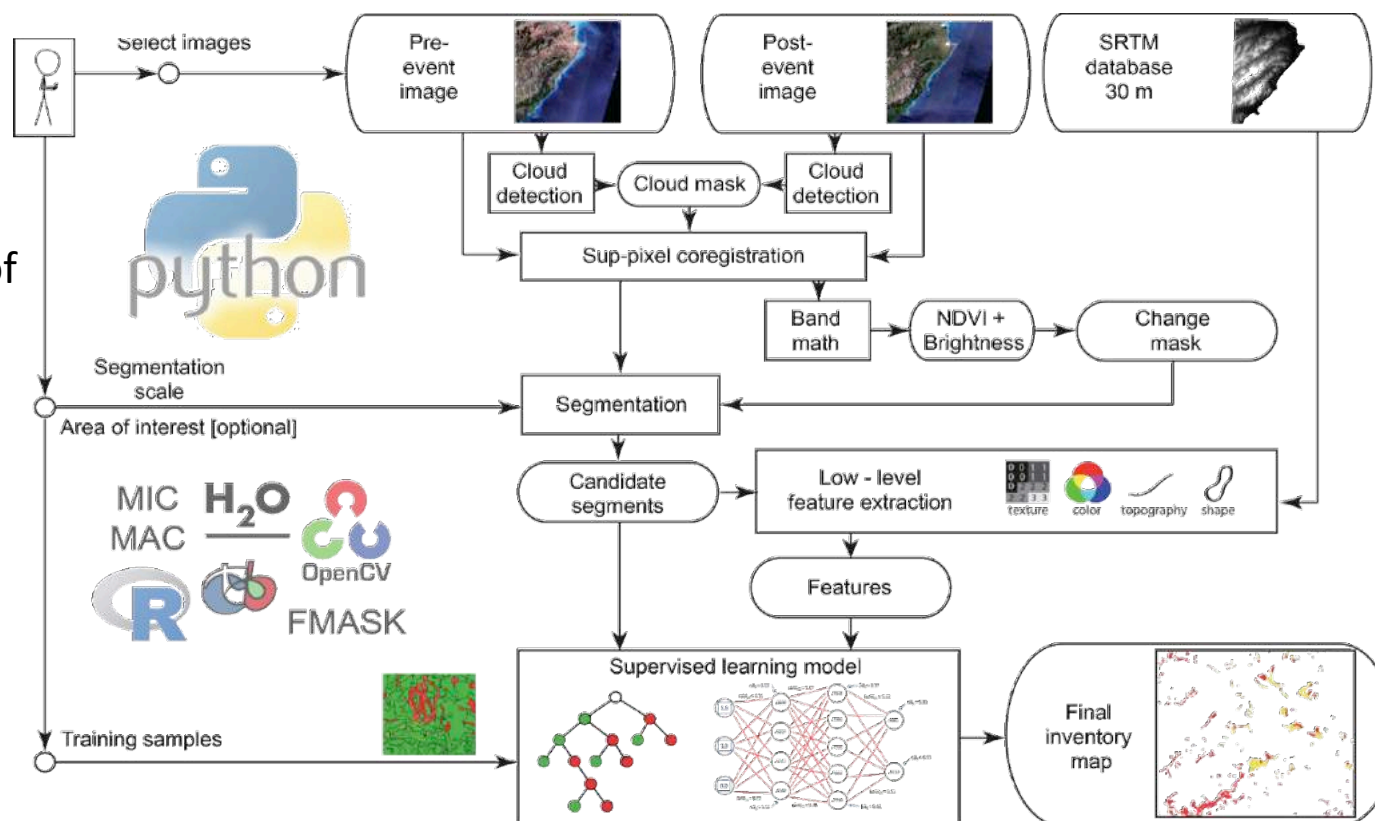 Select images
Pre-
event
image
Post-
event
image
SRTM
database
30 m
Cloud
detection
Cloud mask
Cloud
detection
of
python
Sup-pixel coregistration
Band
math
NDVI +
Brightness
Change
mask
Segmentation
scale
Segmentation
Area of interest [optional]
Candidate
segments
Low - level
feature extraction
texture
color
topography
shape
MIC
MAC
H2O
OpenCV
R
FMASK
Features
Supervised learning model
Training samples
Final
inventory
map